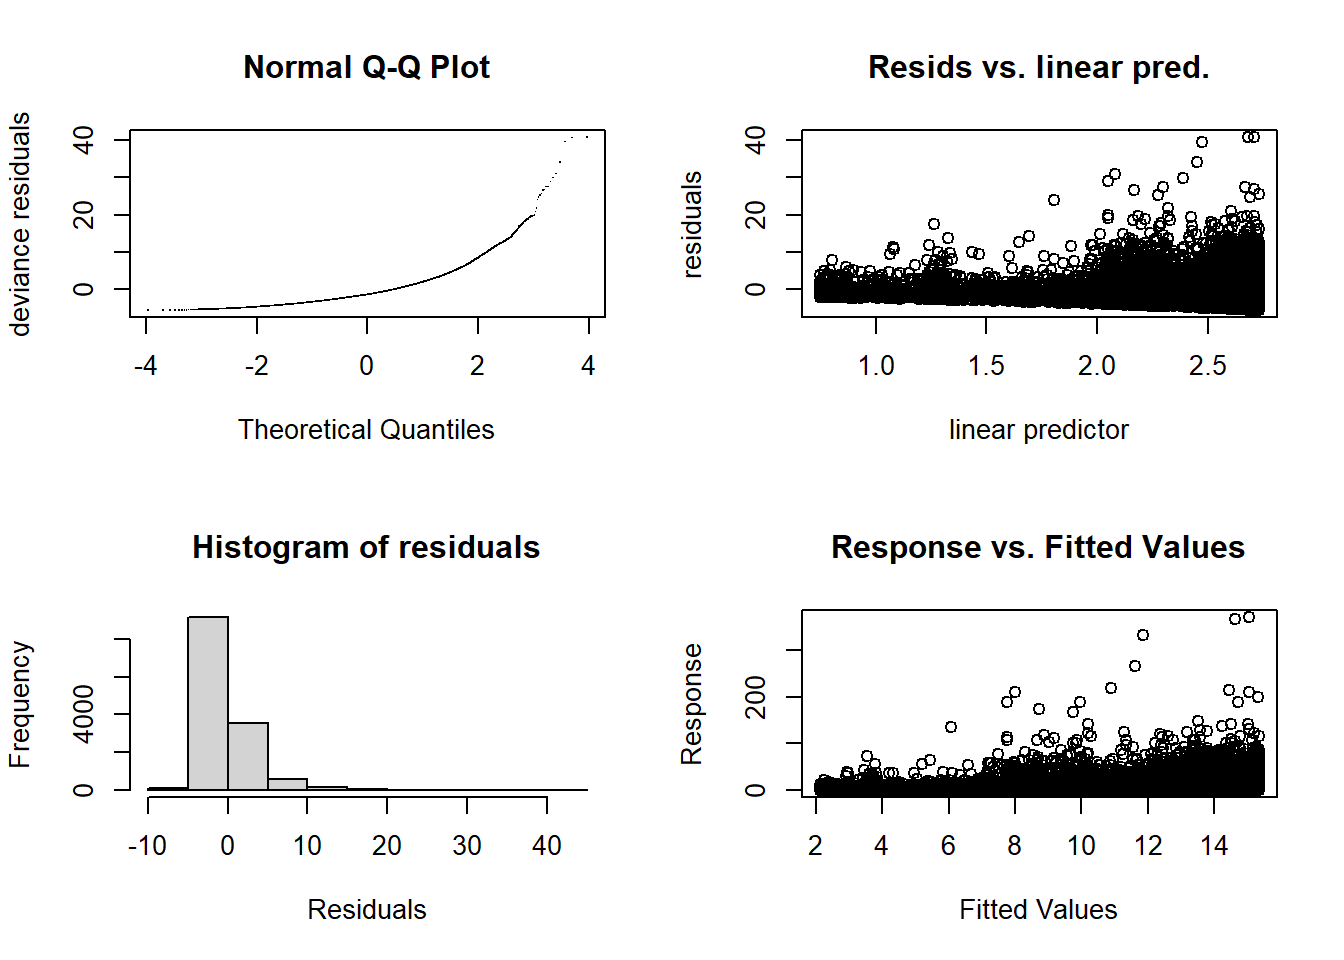 Normal Q-Q Plot
deviance residuals
0
20
40
-4
-2
0
2
4
Theoretical Quantiles
Resids vs. linear pred.
residuals
0
20
40
1.0
1.5
2.0
2.5
linear predictor
Histogram of residuals
Frequency
0
4000
-10
0
10
20
30
40
Residuals
Response vs. Fitted Values
Response
0
200
2
4
6
8
10
12
14
Fitted Values